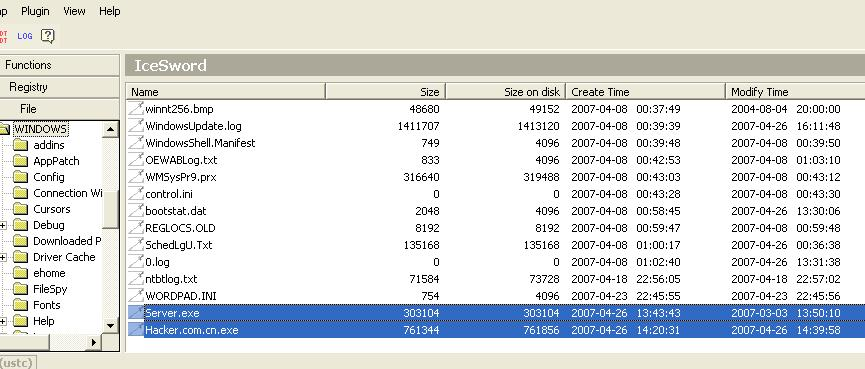 Plugin View Help
LOG
Functions
Registry
File
IceSword
WINDOWS
addins
AppPatch
Config
Connection Wi
Cursors
Debug
Downloaded P
Driver Cache
ehome
FileSpy
Fonts
Help
Name Size Size on disk Create Time Modify Time
winnt256.bmp 48680 49152 2007-04-08 00:37:49 2004-08-04 20:00:00
WindowsUpdate.log 1411707 1413120 2007-04-08 00:39:39 2007-04-26 16:11:48
WindowsShell.Manifest 749 4096 2007-04-08 00:39:39 2007-04-08 00:39:50
OEWABLog.txt 833 4096 2007-04-08 00:42:53 2007-04-08 01:03:10
WMSysPr9.prx 316640 319488 2007-04-08 00:43:03 2007-04-08 00:43:12
control.ini 0 0 2007-04-08 00:43:28 2007-04-08 00:43:30
bootstat.dat 2048 4096 2007-04-08 00:58:45 2007-04-26 13:30:06
REGLOCS.OLD 8192 8192 2007-04-08 00:59:47 2007-04-08 00:59:48
SchedLgU.Txt 135168 135168 2007-04-08 01:00:17 2007-04-26 00:36:38
0.log 0 0 2007-04-08 01:02:40 2007-04-26 13:31:38
ntbtlog.txt 71584 73728 2007-04-18 22:56:05 2007-04-18 22:57:02
WORDPAD.INI 754 4096 2007-04-23 22:45:55 2007-04-23 22:45:56
Server.exe 303104 303104 2007-04-26 13:43:43 2007-03-03 13:50:10
Hacker.com.cn.exe 761344 761856 2007-04-26 14:20:31 2007-04-26 14:39:58
(ustc)